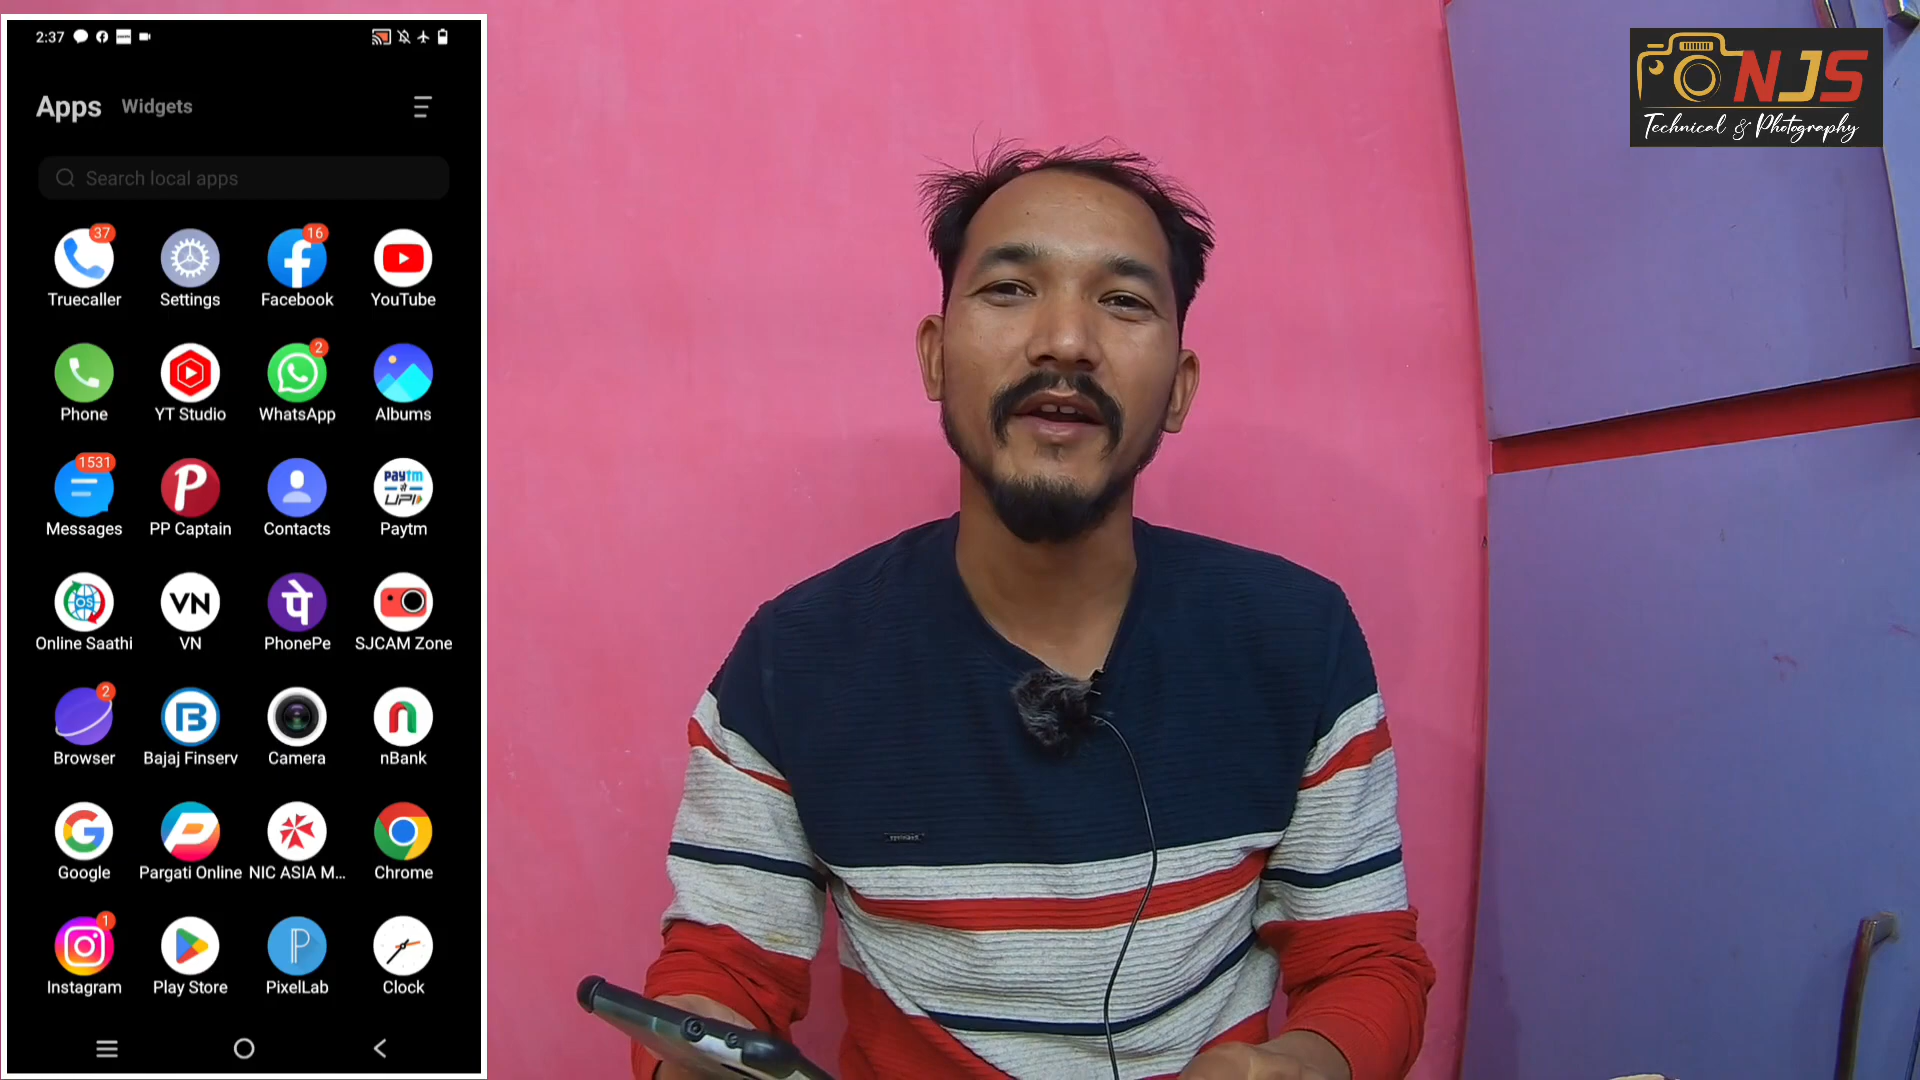 2:37
Apps Widgets
Search local apps
37 16
Truecaller Settings Facebook YouTube
2
Phone YT Studio WhatsApp Albums
1531
Paytm
UPI
Messages PP Captain Contacts Paytm
OS VN पे
Online Saathi VN PhonePe SJCAM Zone
2
Browser Bajaj Finserv Camera nBank
Google Pargati Online NIC ASIA M... Chrome
1
Instagram Play Store PixelLab Clock
NJS
Technical & Photography